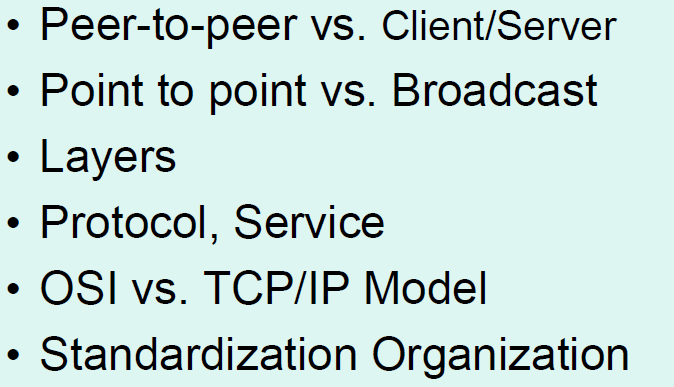 • Peer-to-peer vs. Client/Server
• Point to point vs. Broadcast
• Layers
• Protocol, Service
• OSI vs. TCP/IP Model
• Standardization Organization